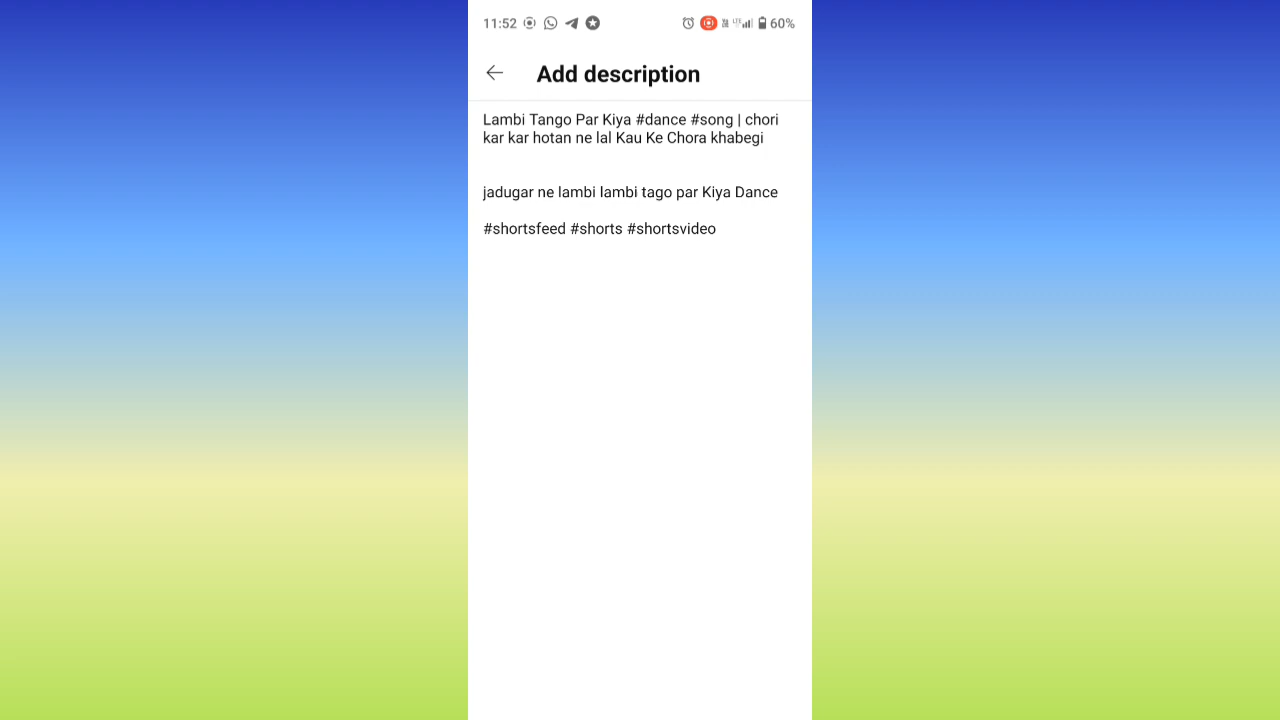 11:52 60%
Add description
Lambi Tango Par Kiya #dance #song | chori
kar kar hotan ne lal Kau Ke Chora khabegi
jadugar ne lambi lambi tago par Kiya Dance
#shortsfeed #shorts #shortsvideo